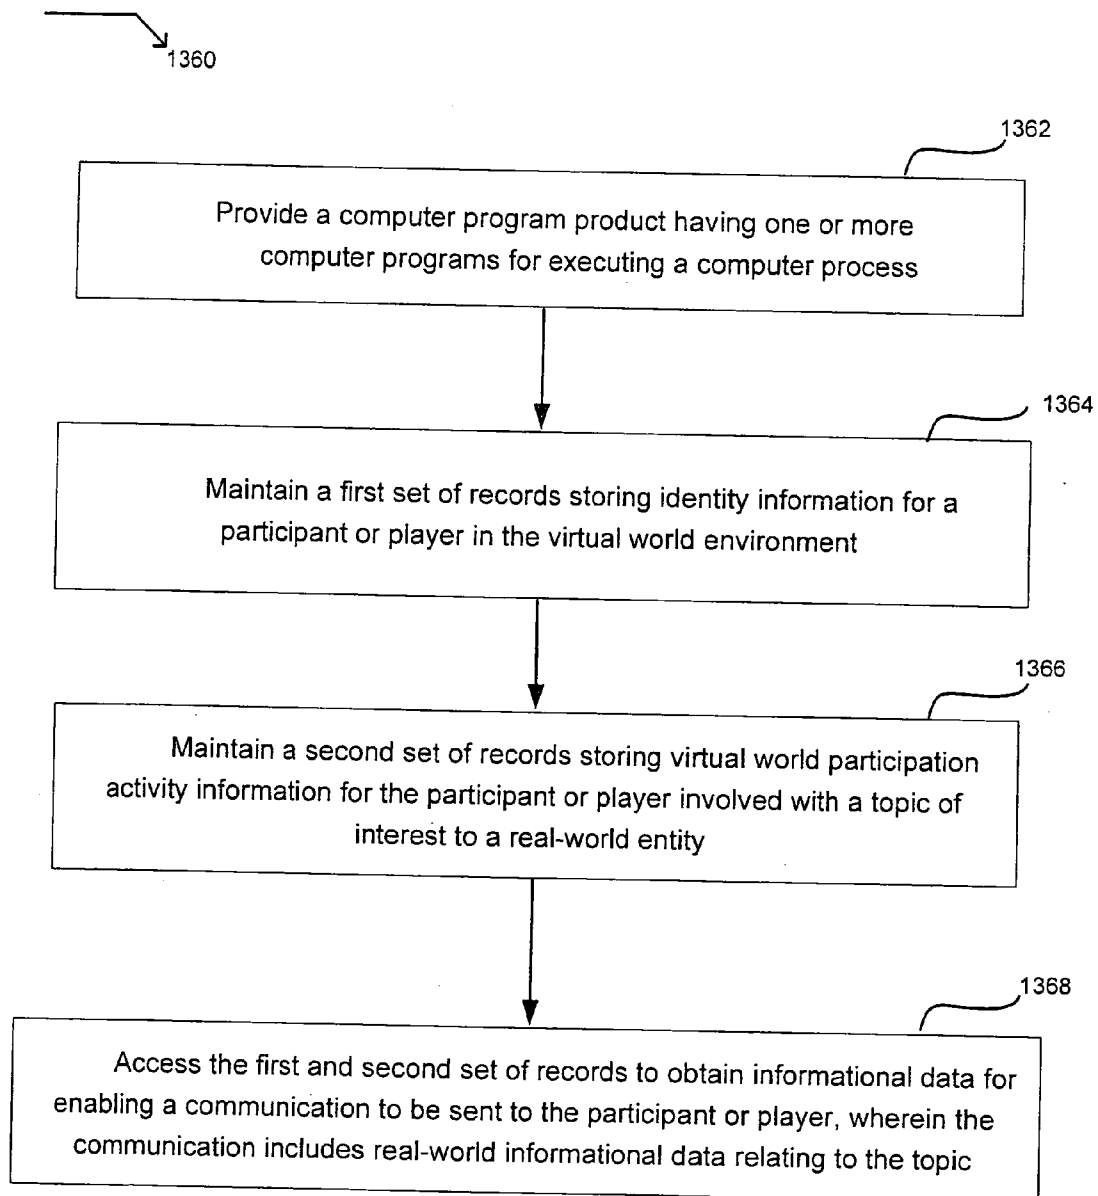 1360
1362
Provide a computer program product having one or more
computer programs for executing a computer process
1364
Maintain a first set of records storing identity information for a
participant or player in the virtual world environment
1366
Maintain a second set of records storing virtual world participation
activity information for the participant or player involved with a topic of
interest to a real-world entity
1368
Access the first and second set of records to obtain informational data for
enabling a communication to be sent to the participant or player, wherein the
communication includes real-world informational data relating to the topic